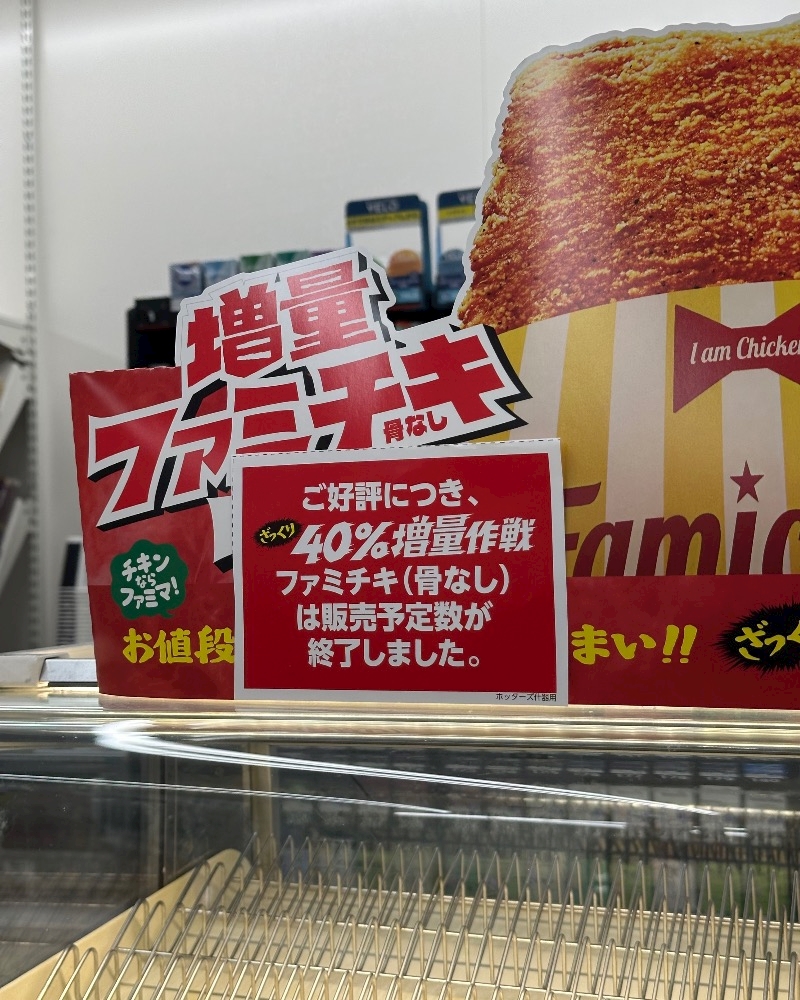 増量
ファミチキ
骨なし
I am Chicken
ご好評につき、
ざっくり
40%増量作戦
ファミチキ(骨なし)
は販売予定数が
終了しました。
ホッターズ什器用
チキン
なら
ファミマ!
お値段
まい!!
ざっく
Famic